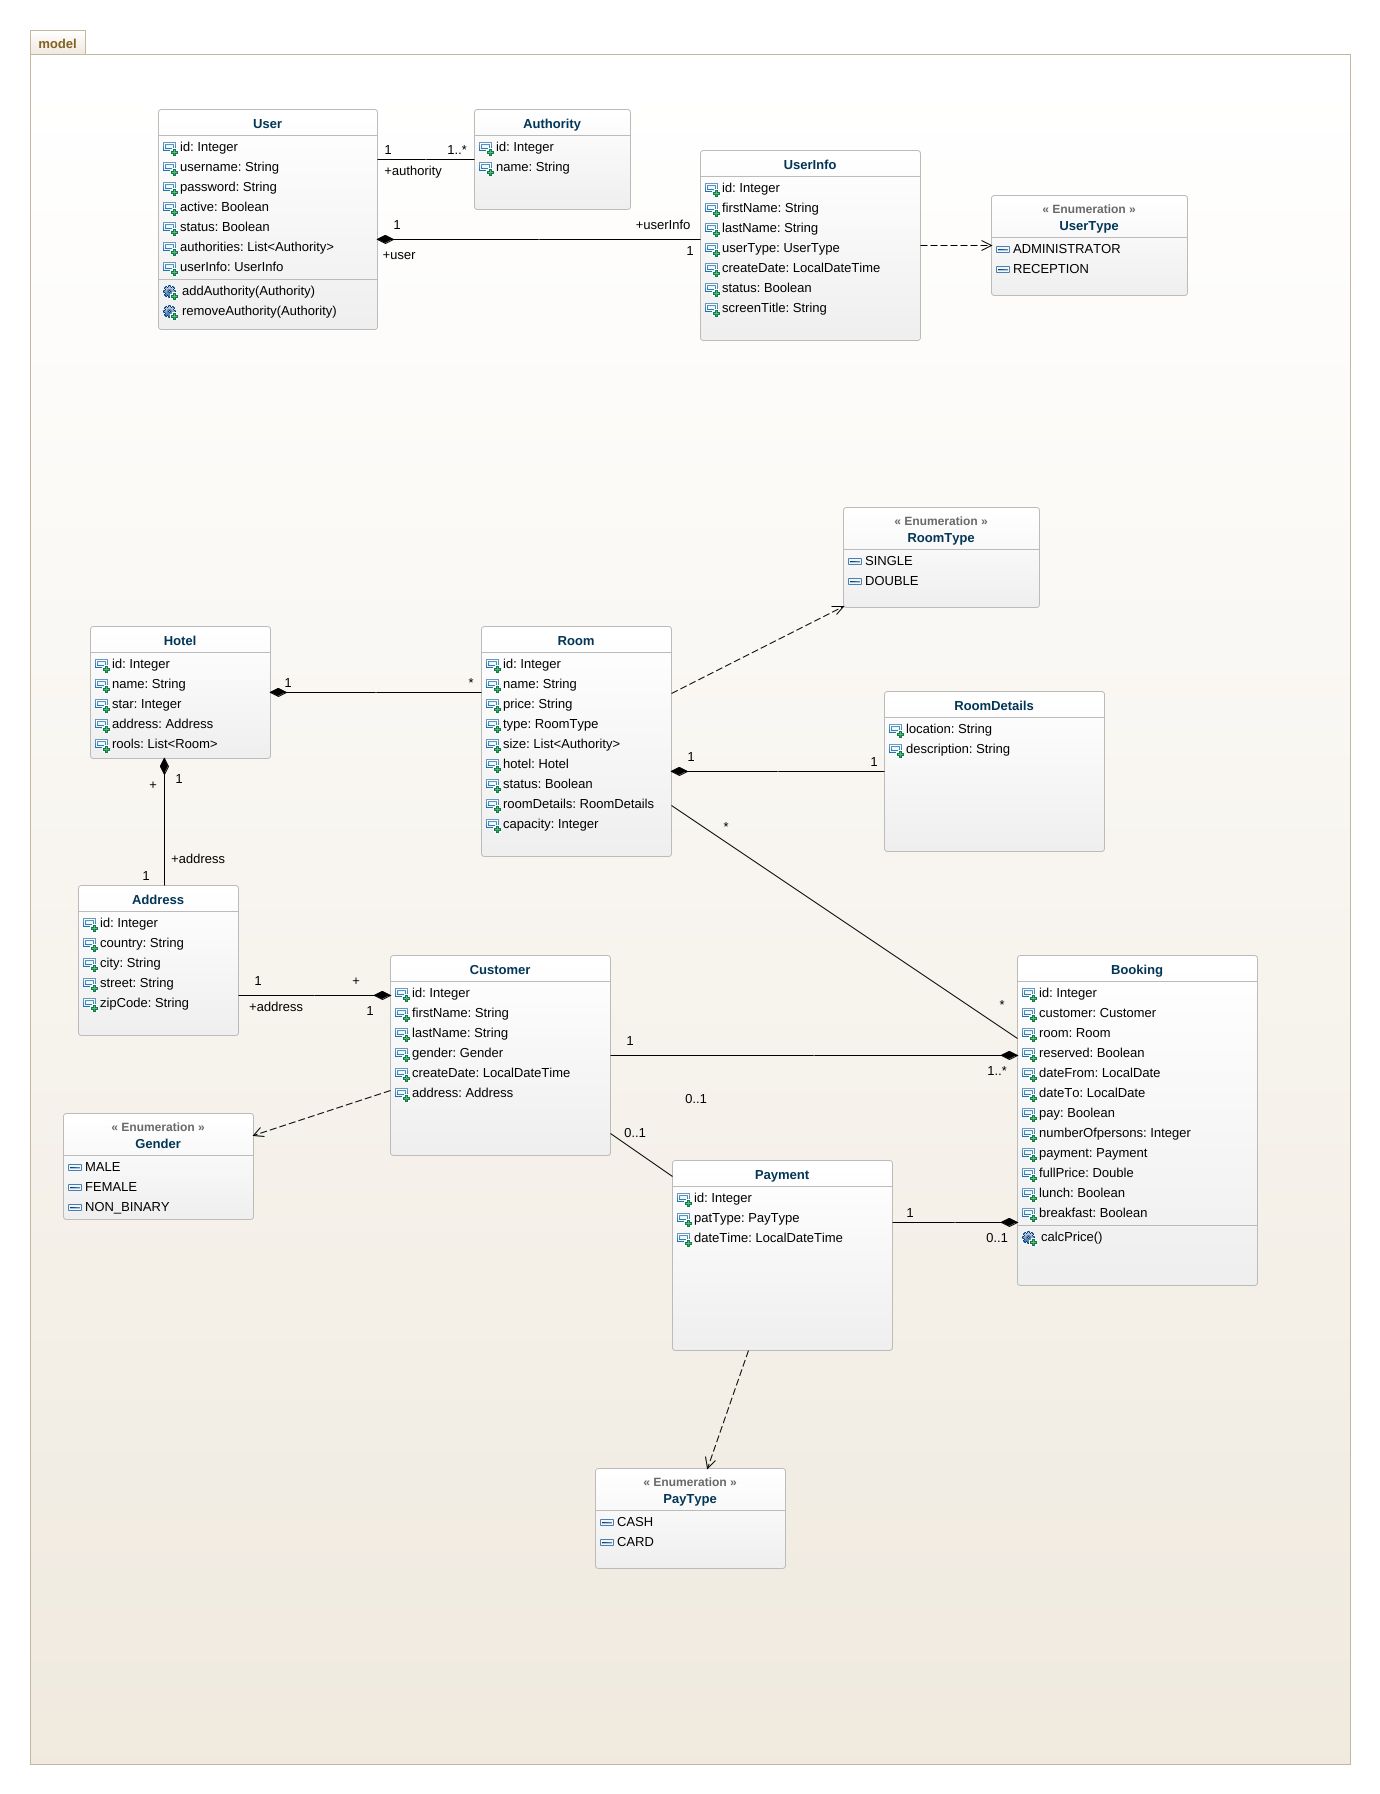 model
User
id: Integer
username: String
password: String
active: Boolean
status: Boolean
authorities: List<Authority>
userInfo: UserInfo
addAuthority(Authority)
removeAuthority(Authority)
1
1..*
+authority
Authority
id: Integer
name: String
1
+userInfo
+user
1
UserInfo
id: Integer
firstName: String
lastName: String
userType: UserType
createDate: LocalDateTime
status: Boolean
screenTitle: String
« Enumeration »
UserType
ADMINISTRATOR
RECEPTION
« Enumeration »
RoomType
SINGLE
DOUBLE
Hotel
id: Integer
name: String
star: Integer
address: Address
rools: List<Room>
1
*
Room
id: Integer
name: String
price: String
type: RoomType
size: List<Authority>
hotel: Hotel
status: Boolean
roomDetails: RoomDetails
capacity: Integer
1
1
RoomDetails
location: String
description: String
+
1
+address
1
*
*
Address
id: Integer
country: String
city: String
street: String
zipCode: String
1
+
+address
1
Customer
id: Integer
firstName: String
lastName: String
gender: Gender
createDate: LocalDateTime
address: Address
1
1..*
0..1
0..1
Booking
id: Integer
customer: Customer
room: Room
reserved: Boolean
dateFrom: LocalDate
dateTo: LocalDate
pay: Boolean
numberOfpersons: Integer
payment: Payment
fullPrice: Double
lunch: Boolean
breakfast: Boolean
calcPrice()
« Enumeration »
Gender
MALE
FEMALE
NON_BINARY
Payment
id: Integer
patType: PayType
dateTime: LocalDateTime
1
0..1
« Enumeration »
PayType
CASH
CARD